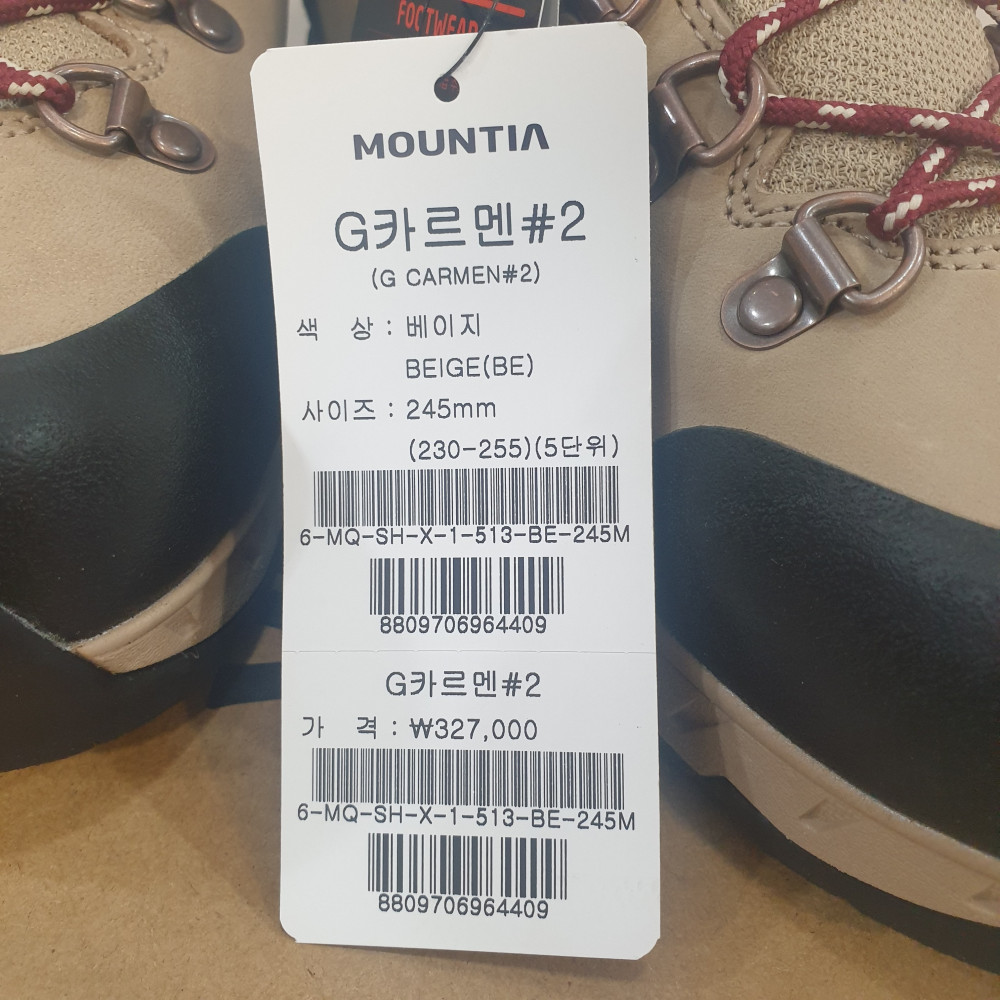 FOOTWEAR
MOUNTIA
G카르멘#2
(G CARMEN#2)
색 상 : 베이지
BEIGE(BE)
사이즈 : 245mm
(230-255)(5단위)
6-MQ-SH-X-1-513-BE-245M
8809706964409
G카르멘#2
가 격 : ₩327,000
6-MQ-SH-X-1-513-BE-245M
8809706964409